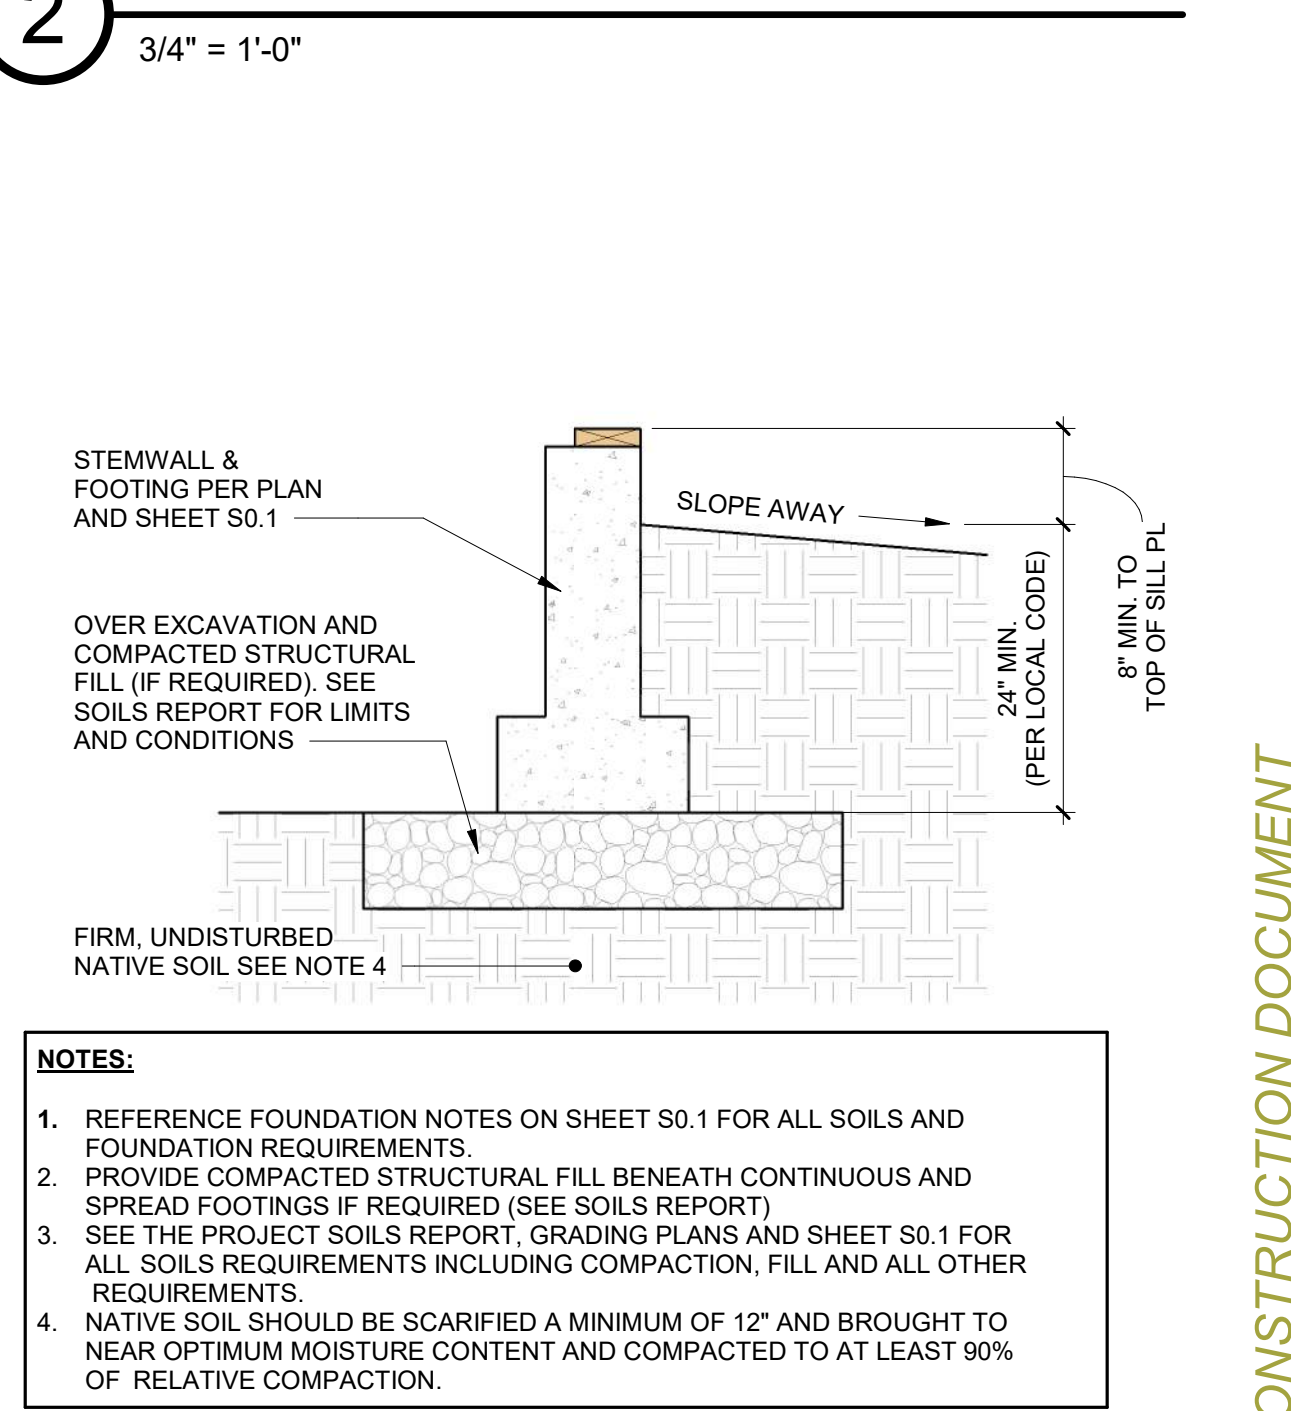 2
3/4" = 1'-0"
STEMWALL &
FOOTING PER PLAN
AND SHEET S0.1
SLOPE AWAY
OVER EXCAVATION AND
COMPACTED STRUCTURAL
FILL (IF REQUIRED). SEE
SOILS REPORT FOR LIMITS
AND CONDITIONS
24" MIN.
(PER LOCAL CODE)
8" MIN. TO
TOP OF SILL PL
FIRM, UNDISTURBED
NATIVE SOIL SEE NOTE 4
NOTES:
1. REFERENCE FOUNDATION NOTES ON SHEET S0.1 FOR ALL SOILS AND
FOUNDATION REQUIREMENTS.
2. PROVIDE COMPACTED STRUCTURAL FILL BENEATH CONTINUOUS AND
SPREAD FOOTINGS IF REQUIRED (SEE SOILS REPORT)
3. SEE THE PROJECT SOILS REPORT, GRADING PLANS AND SHEET S0.1 FOR
ALL SOILS REQUIREMENTS INCLUDING COMPACTION, FILL AND ALL OTHER
REQUIREMENTS.
4. NATIVE SOIL SHOULD BE SCARIFIED A MINIMUM OF 12" AND BROUGHT TO
NEAR OPTIMUM MOISTURE CONTENT AND COMPACTED TO AT LEAST 90%
OF RELATIVE COMPACTION.
ONSTRUCTION DOCUMENT